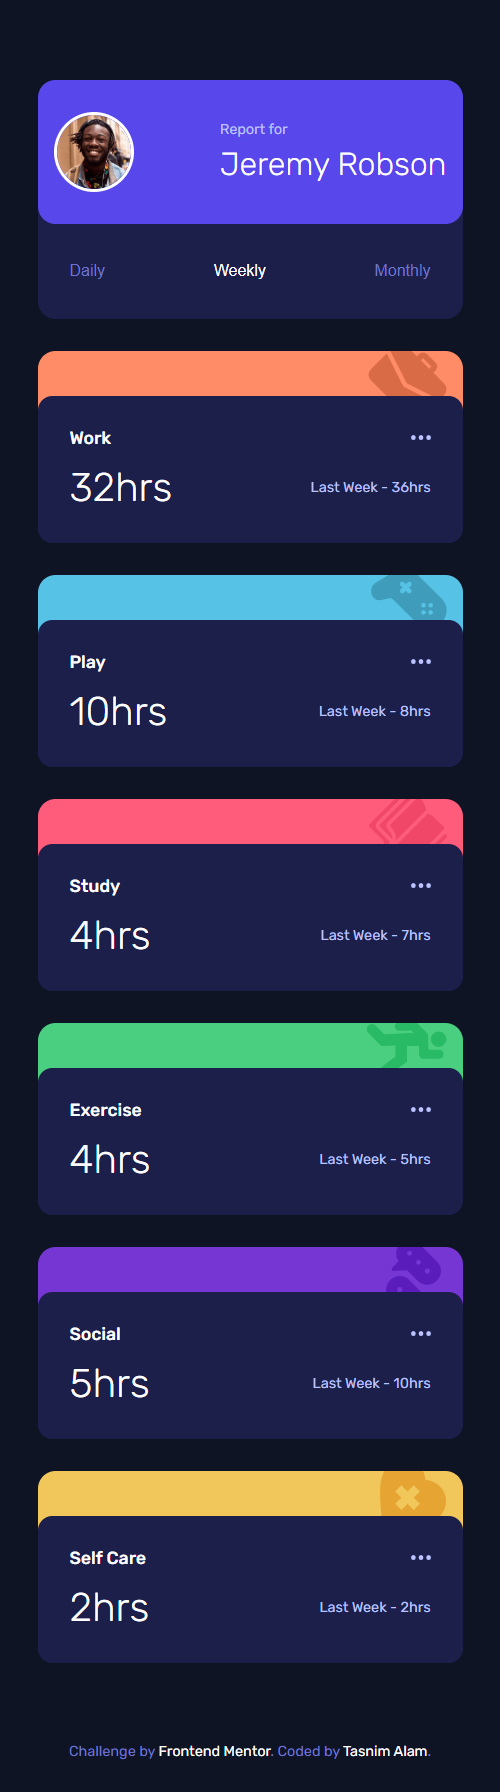 Report for
Jeremy Robson
Daily Weekly Monthly
Work
32hrs Last Week - 36hrs
Play
10hrs Last Week - 8hrs
Study
4hrs Last Week - 7hrs
Exercise
4hrs Last Week - 5hrs
Social
5hrs Last Week - 10hrs
Self Care
2hrs Last Week - 2hrs
Challenge by Frontend Mentor. Coded by Tasnim Alam.